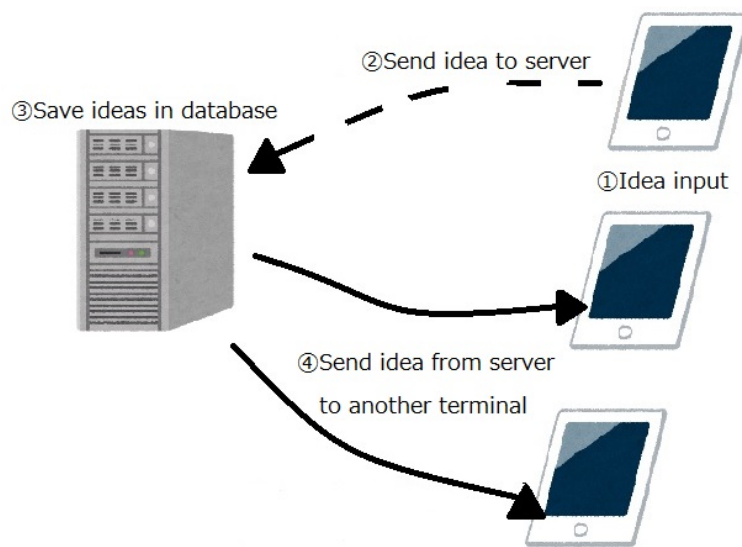 ②Send idea to server
③Save ideas in database
①Idea input
④Send idea from server
to another terminal